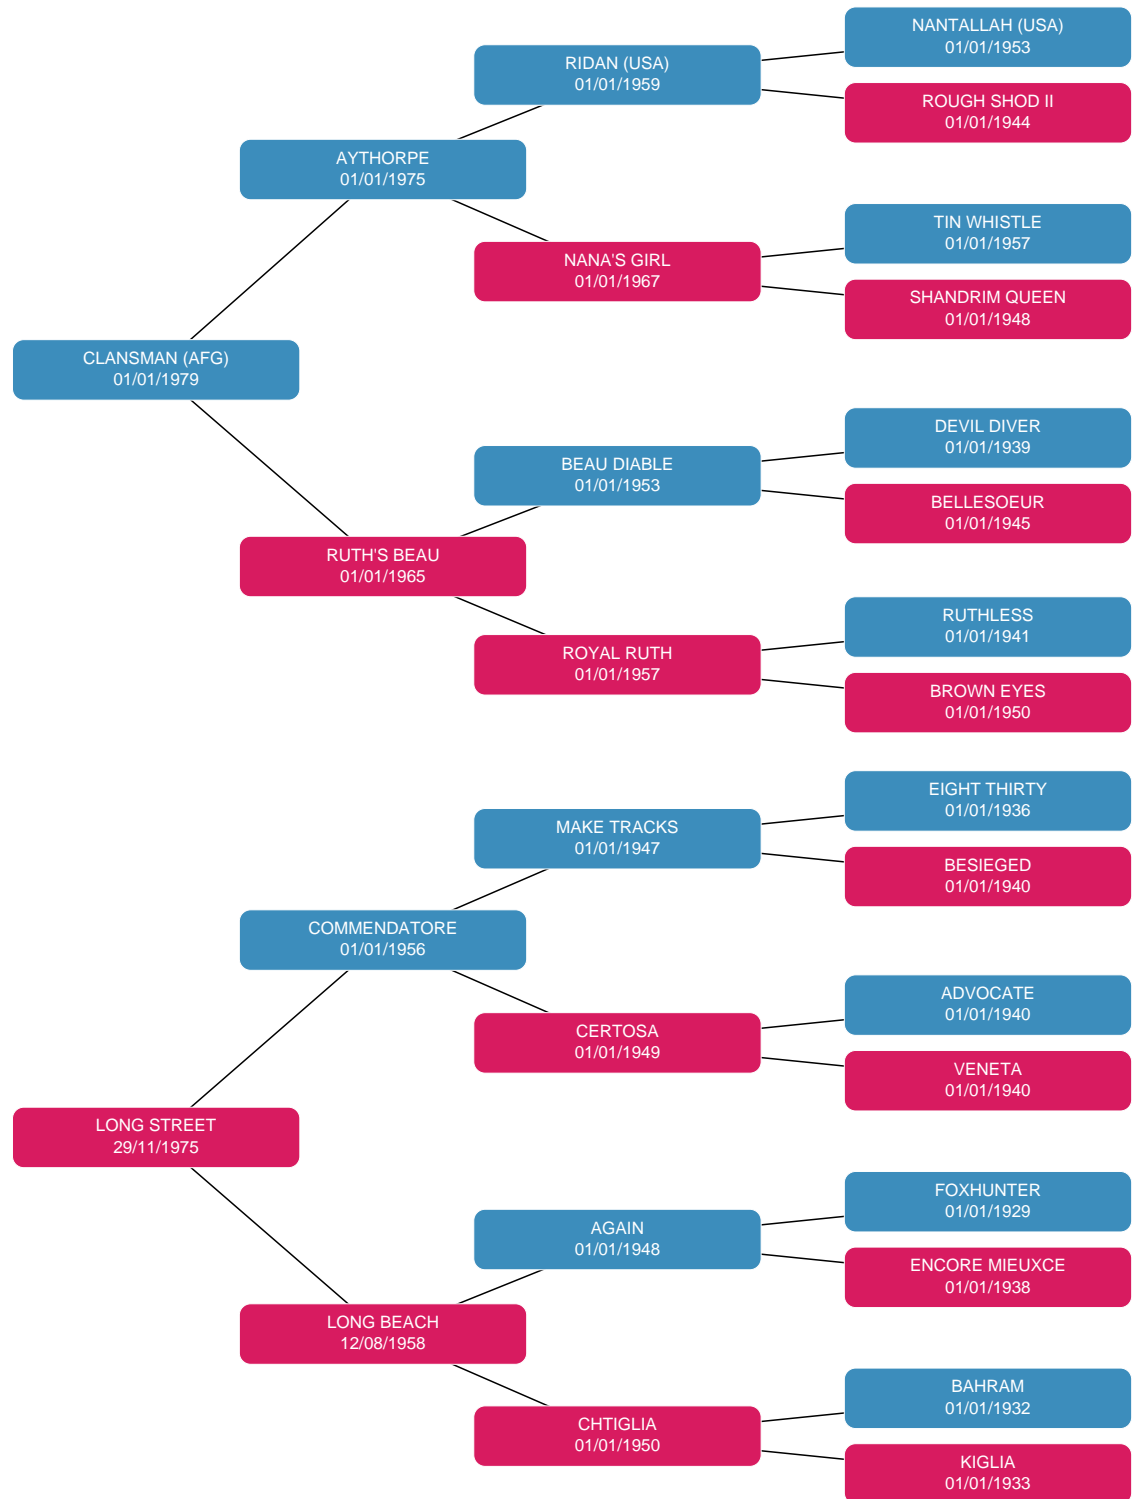 NANTALLAH (USA)
01/01/1953
RIDAN (USA)
01/01/1959
ROUGH SHOD II
01/01/1944
AYTHORPE
01/01/1975
TIN WHISTLE
01/01/1957
NANA'S GIRL
01/01/1967
SHANDRIM QUEEN
01/01/1948
CLANSMAN (AFG)
01/01/1979
DEVIL DIVER
01/01/1939
BEAU DIABLE
01/01/1953
BELLESOEUR
01/01/1945
RUTH'S BEAU
01/01/1965
RUTHLESS
01/01/1941
ROYAL RUTH
01/01/1957
BROWN EYES
01/01/1950
EIGHT THIRTY
01/01/1936
MAKE TRACKS
01/01/1947
BESIEGED
01/01/1940
COMMENDATORE
01/01/1956
ADVOCATE
01/01/1940
CERTOSA
01/01/1949
VENETA
01/01/1940
LONG STREET
29/11/1975
FOXHUNTER
01/01/1929
AGAIN
01/01/1948
ENCORE MIEUXCE
01/01/1938
LONG BEACH
12/08/1958
BAHRAM
01/01/1932
CHTIGLIA
01/01/1950
KIGLIA
01/01/1933